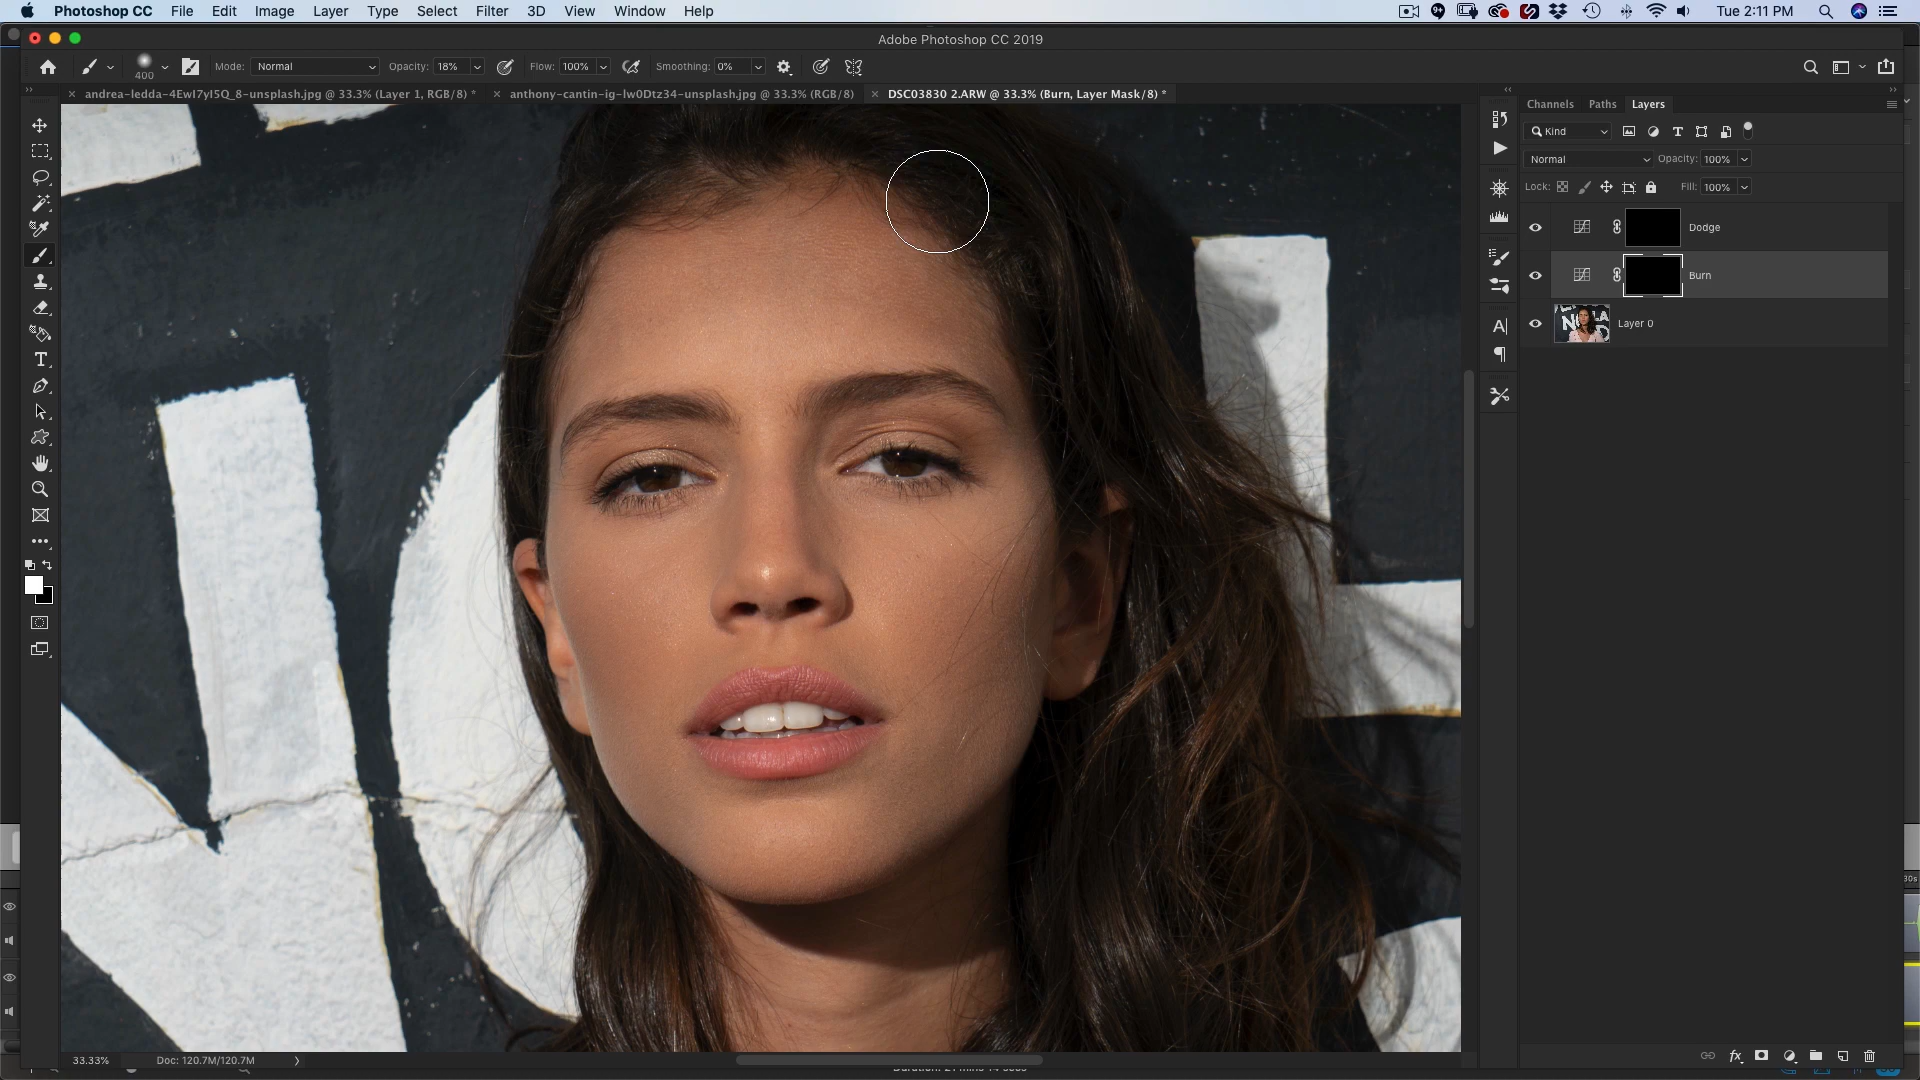 Photoshop CC File Edit Image Layer Type Select Filter 3D View Window Help 9+ Tue 2:11 PM
Adobe Photoshop CC 2019
400 Mode: Normal Opacity: 18% Flow: 100% Smoothing: 0%
andrea-ledda-4EwI7yI5Q_8-unsplash.jpg @ 33.3% (Layer 1, RGB/8) * anthony-cantin-ig-lw0Dtz34-unsplash.jpg @ 33.3% (RGB/8) DSC03830 2.ARW @ 33.3% (Burn, Layer Mask/8) *
Channels Paths Layers
Kind
Normal Opacity: 100%
Lock: Fill: 100%
Dodge
Burn
Layer 0
30s
33.33% Doc: 120.7M/120.7M